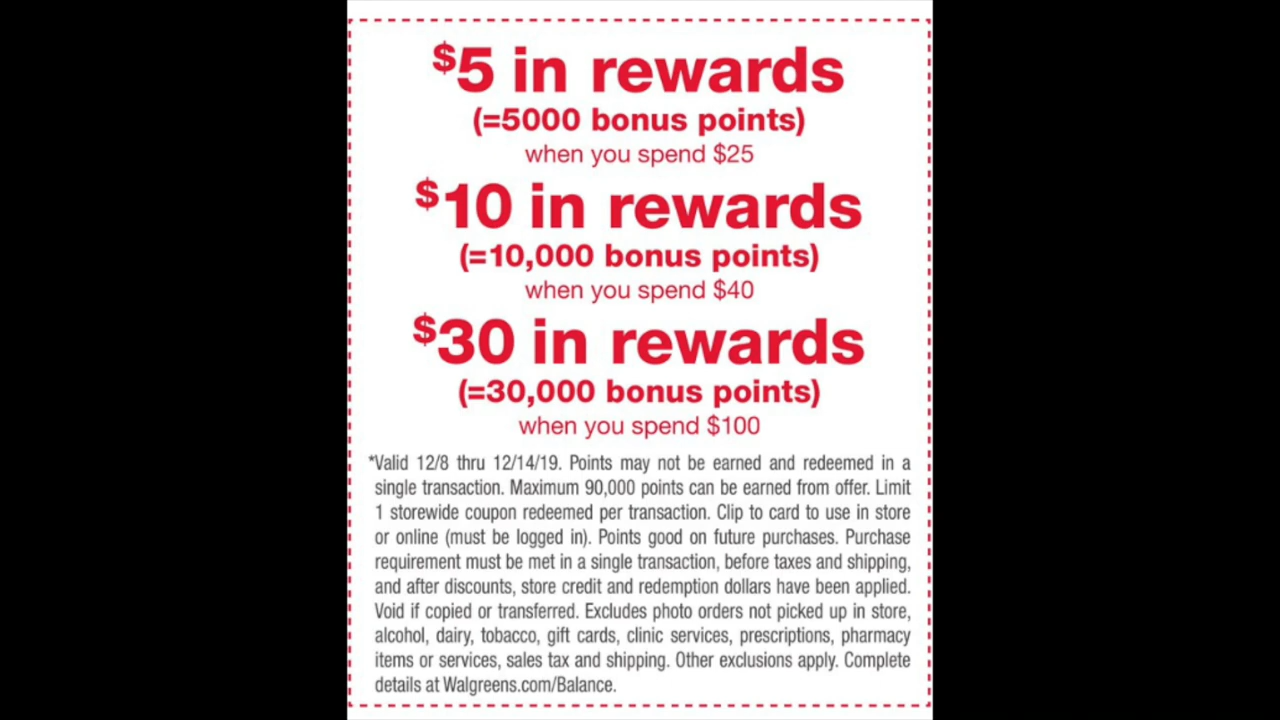 $5 in rewards
(=5000 bonus points)
when you spend $25
$10 in rewards
(=10,000 bonus points)
when you spend $40
$30 in rewards
(=30,000 bonus points)
when you spend $100
*Valid 12/8 thru 12/14/19. Points may not be earned and redeemed in a
single transaction. Maximum 90,000 points can be earned from offer. Limit
1 storewide coupon redeemed per transaction. Clip to card to use in store
or online (must be logged in). Points good on future purchases. Purchase
requirement must be met in a single transaction, before taxes and shipping,
and after discounts, store credit and redemption dollars have been applied.
Void if copied or transferred. Excludes photo orders not picked up in store,
alcohol, dairy, tobacco, gift cards, clinic services, prescriptions, pharmacy
items or services, sales tax and shipping. Other exclusions apply. Complete
details at Walgreens.com/Balance.